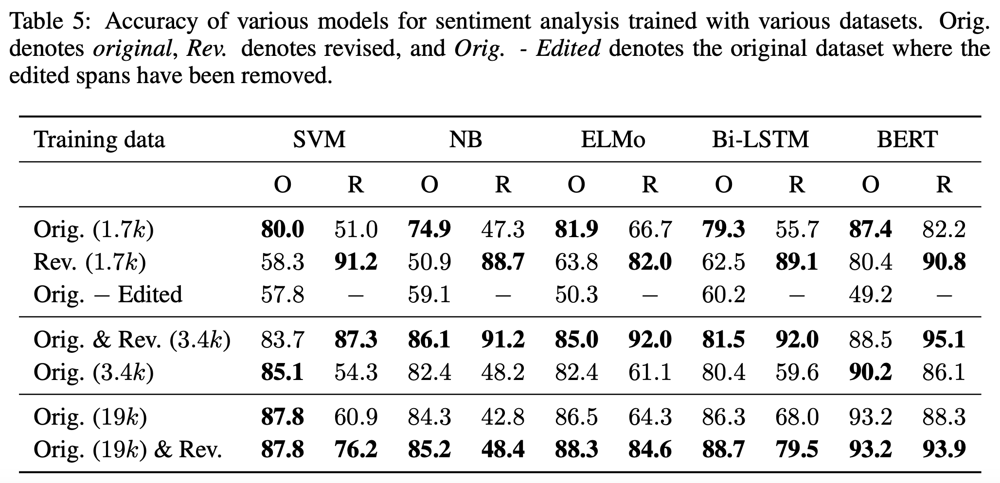 Table 5: Accuracy of various models for sentiment analysis trained with various datasets. Orig.
denotes original, Rev. denotes revised, and Orig. - Edited denotes the original dataset where the
edited spans have been removed.
Training data SVM NB ELMo Bi-LSTM BERT
O R O R O R O R O R
Orig. (1.7k) 80.0 51.0 74.9 47.3 81.9 66.7 79.3 55.7 87.4 82.2
Rev. (1.7k) 58.3 91.2 50.9 88.7 63.8 82.0 62.5 89.1 80.4 90.8
Orig. − Edited 57.8 − 59.1 − 50.3 − 60.2 − 49.2 −
Orig. & Rev. (3.4k) 83.7 87.3 86.1 91.2 85.0 92.0 81.5 92.0 88.5 95.1
Orig. (3.4k) 85.1 54.3 82.4 48.2 82.4 61.1 80.4 59.6 90.2 86.1
Orig. (19k) 87.8 60.9 84.3 42.8 86.5 64.3 86.3 68.0 93.2 88.3
Orig. (19k) & Rev. 87.8 76.2 85.2 48.4 88.3 84.6 88.7 79.5 93.2 93.9